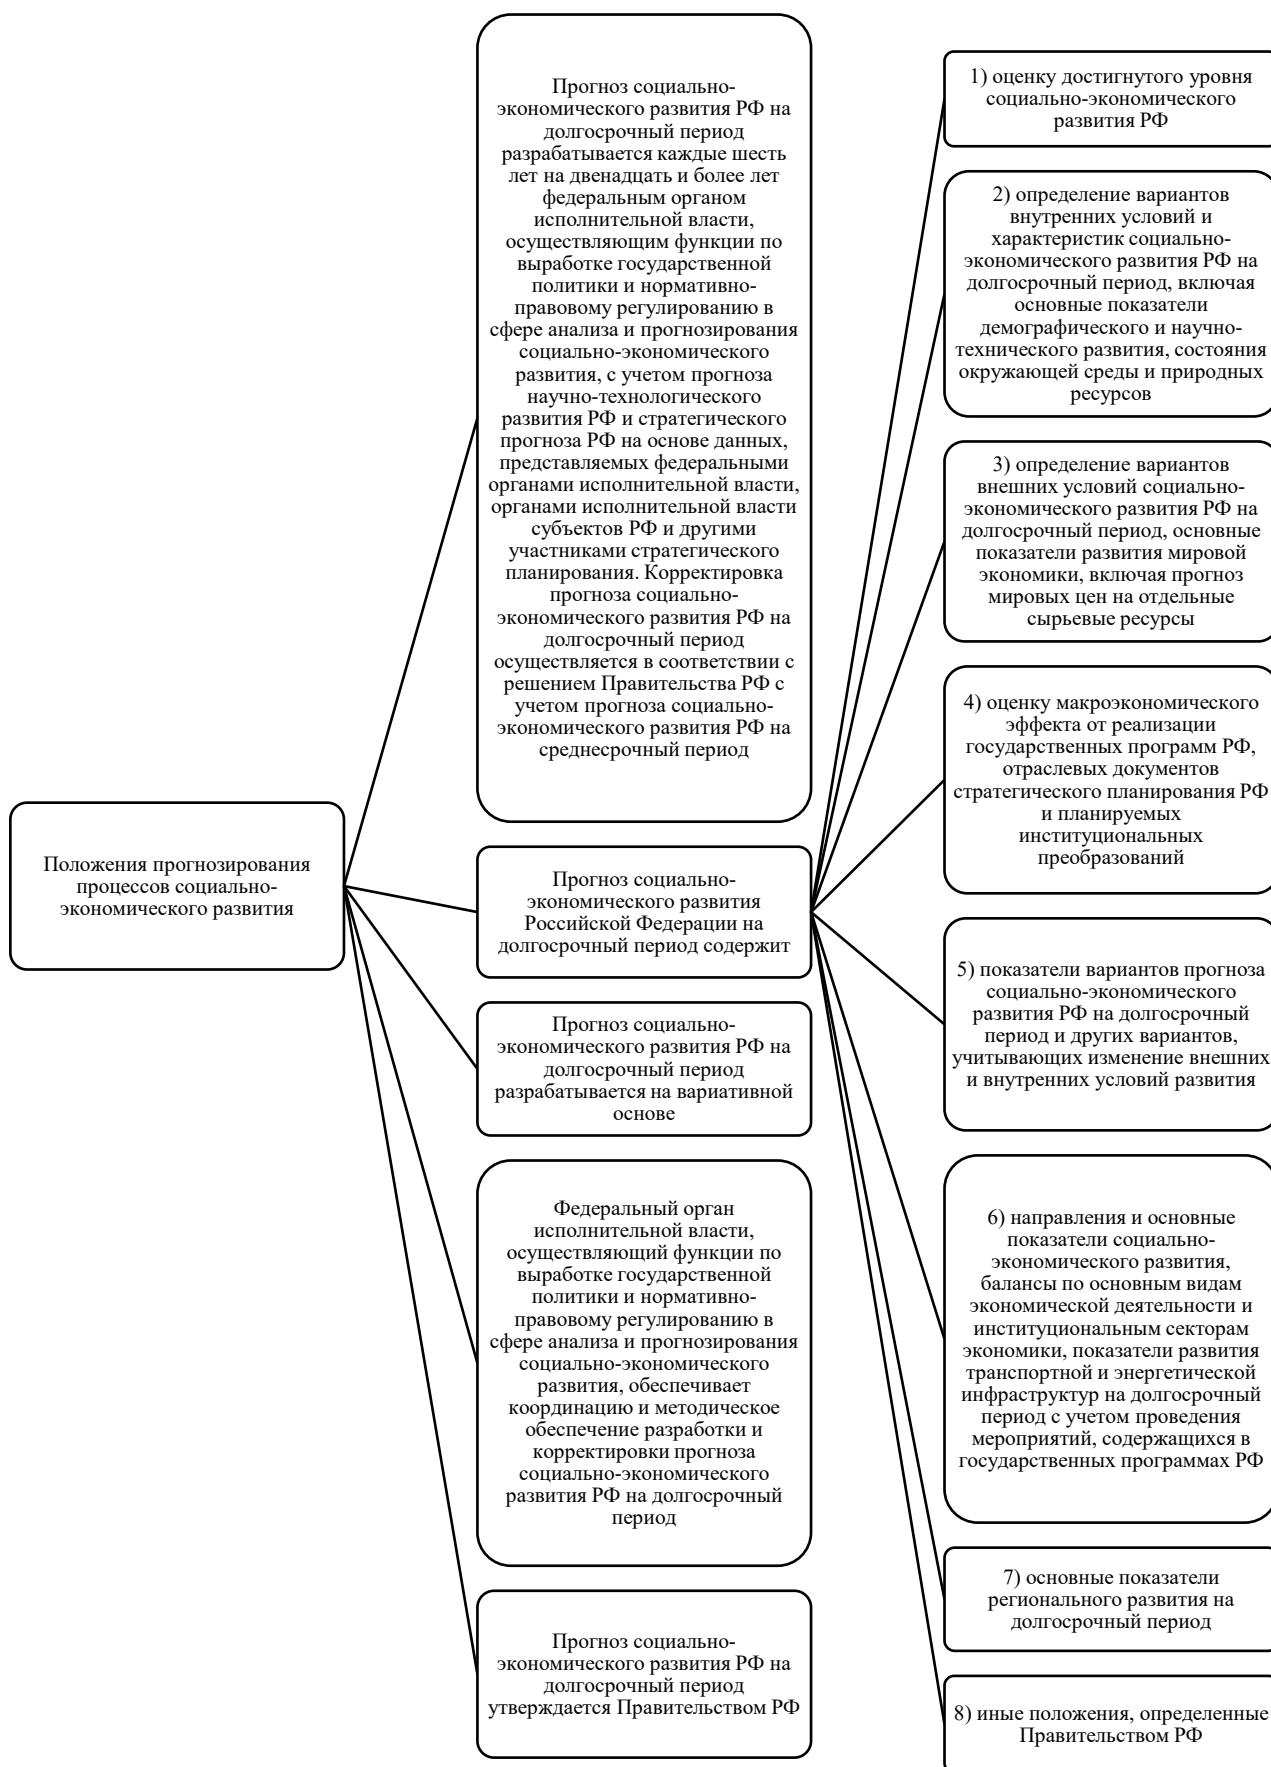 Положения прогнозирования
процессов социально-
экономического развития
Прогноз социально-
экономического развития РФ на
долгосрочный период
разрабатывается каждые шесть
лет на двенадцать и более лет
федеральным органом
исполнительной власти,
осуществляющим функции по
выработке государственной
политики и нормативно-
правовому регулированию в
сфере анализа и прогнозирования
социально-экономического
развития, с учетом прогноза
научно-технологического
развития РФ и стратегического
прогноза РФ на основе данных,
представляемых федеральными
органами исполнительной власти,
органами исполнительной власти
субъектов РФ и другими
участниками стратегического
планирования. Корректировка
прогноза социально-
экономического развития РФ на
долгосрочный период
осуществляется в соответствии с
решением Правительства РФ с
учетом прогноза социально-
экономического развития РФ на
среднесрочный период
Прогноз социально-
экономического развития
Российской Федерации на
долгосрочный период содержит
Прогноз социально-
экономического развития РФ на
долгосрочный период
разрабатывается на вариативной
основе
Федеральный орган
исполнительной власти,
осуществляющий функции по
выработке государственной
политики и нормативно-
правовому регулированию в
сфере анализа и прогнозирования
социально-экономического
развития, обеспечивает
координацию и методическое
обеспечение разработки и
корректировки прогноза
социально-экономического
развития РФ на долгосрочный
период
Прогноз социально-
экономического развития РФ на
долгосрочный период
утверждается Правительством РФ
1) оценку достигнутого уровня
социально-экономического
развития РФ
2) определение вариантов
внутренних условий и
характеристик социально-
экономического развития РФ на
долгосрочный период, включая
основные показатели
демографического и научно-
технического развития, состояния
окружающей среды и природных
ресурсов
3) определение вариантов
внешних условий социально-
экономического развития РФ на
долгосрочный период, основные
показатели развития мировой
экономики, включая прогноз
мировых цен на отдельные
сырьевые ресурсы
4) оценку макроэкономического
эффекта от реализации
государственных программ РФ,
отраслевых документов
стратегического планирования РФ
и планируемых
институциональных
преобразований
5) показатели вариантов прогноза
социально-экономического
развития РФ на долгосрочный
период и других вариантов,
учитывающих изменение внешних
и внутренних условий развития
6) направления и основные
показатели социально-
экономического развития,
балансы по основным видам
экономической деятельности и
институциональным секторам
экономики, показатели развития
транспортной и энергетической
инфраструктур на долгосрочный
период с учетом проведения
мероприятий, содержащихся в
государственных программах РФ
7) основные показатели
регионального развития на
долгосрочный период
8) иные положения, определенные
Правительством РФ